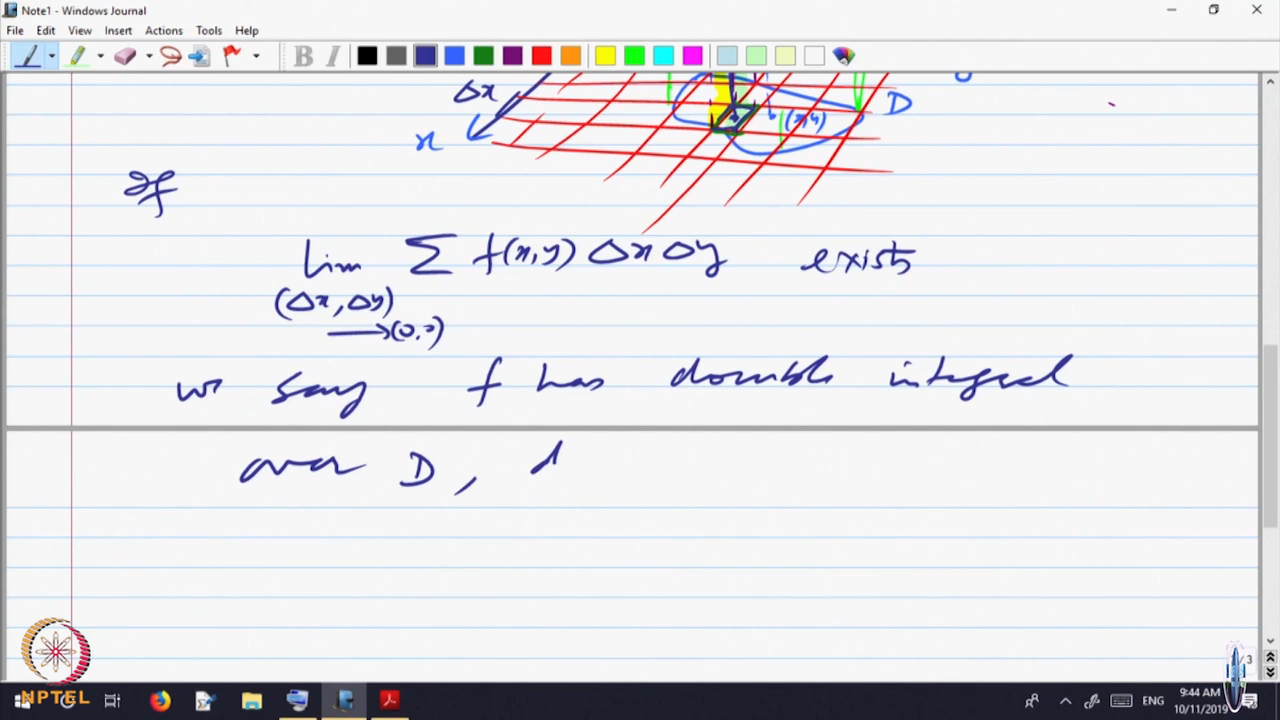 Note1 - Windows Journal
File Edit View Insert Actions Tools Help
B I
Δx
x
D
(x,y)
If
lim Σ f(x,y) Δx Δy exists
(Δx, Δy)
→(0,0)
we say f has double integral
over D, d
3
NPTEL
ENG
9:44 AM
10/11/2019